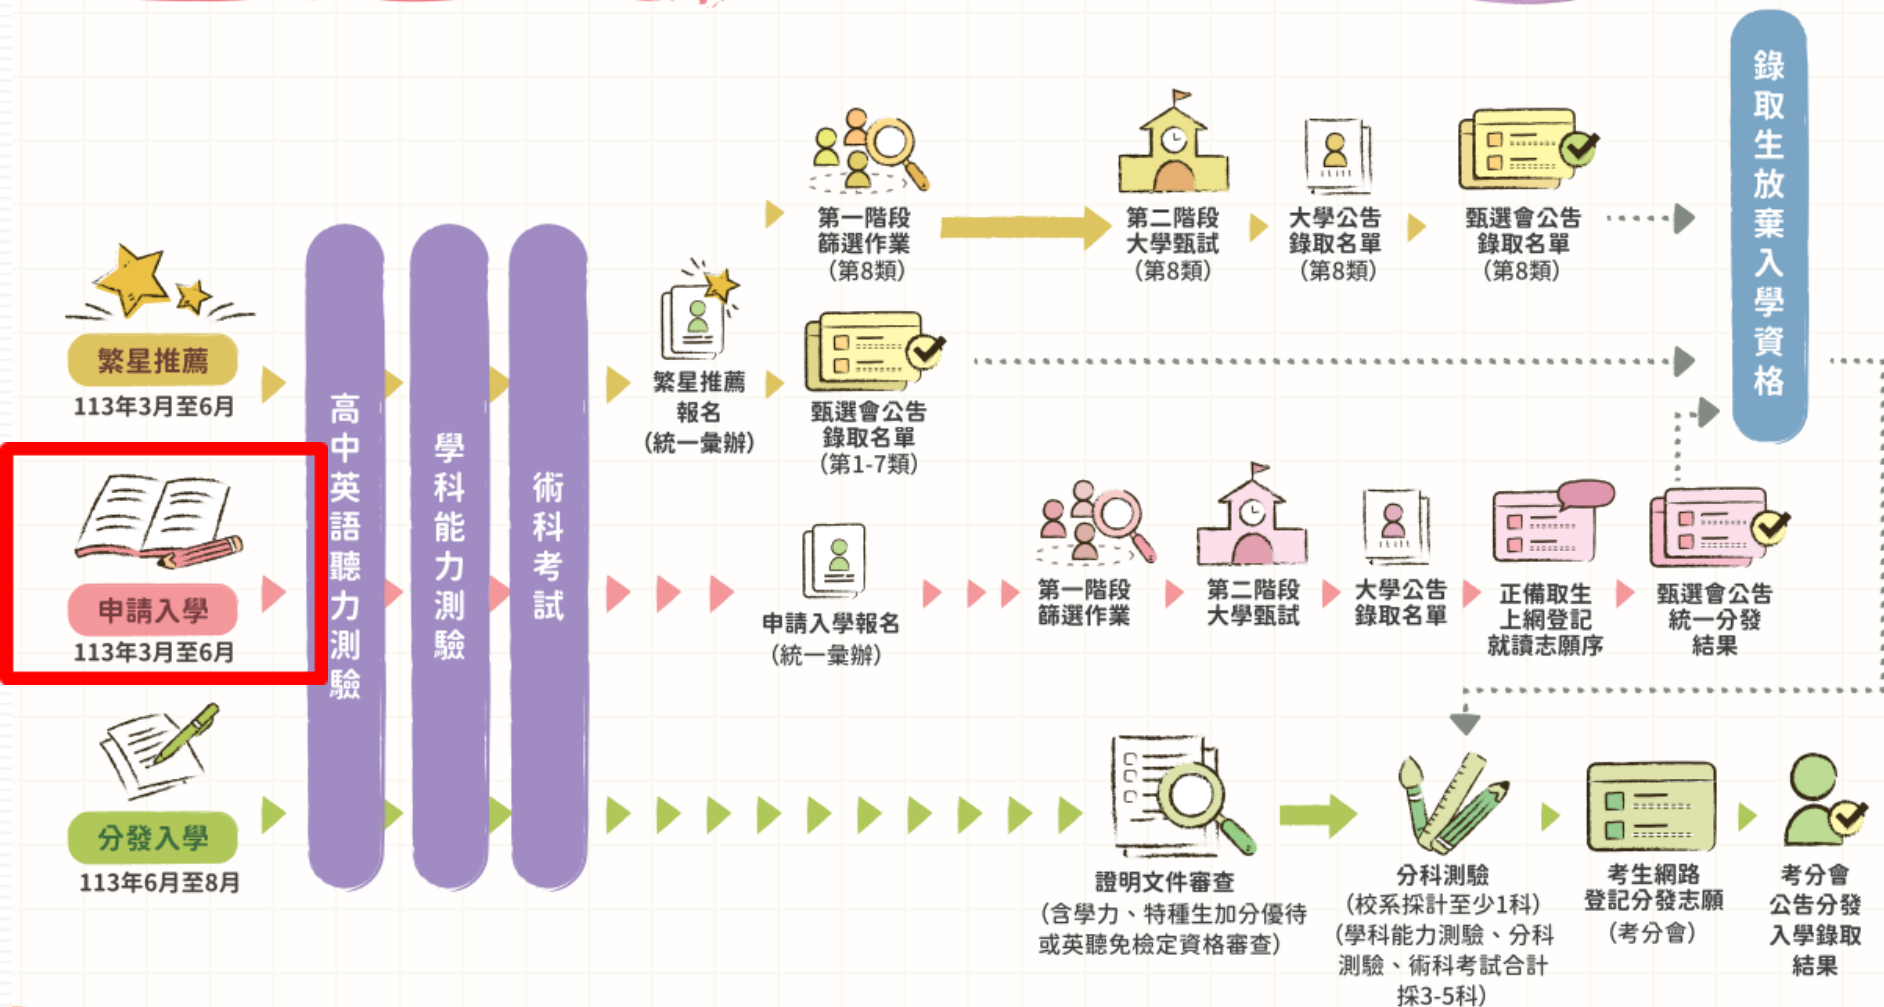 錄取生放棄入學資格
第一階段
篩選作業
(第8類)
第二階段
大學甄試
(第8類)
大學公告
錄取名單
(第8類)
甄選會公告
錄取名單
(第8類)
繁星推薦
113年3月至6月
高中英語聽力測驗
學科能力測驗
術科考試
繁星推薦
報名
(統一彙辦)
甄選會公告
錄取名單
(第1-7類)
申請入學
113年3月至6月
申請入學報名
(統一彙辦)
第一階段
篩選作業
第二階段
大學甄試
大學公告
錄取名單
正備取生
上網登記
就讀志願序
甄選會公告
統一分發
結果
分發入學
113年6月至8月
證明文件審查
(含學力、特種生加分優待
或英聽免檢定資格審查)
分科測驗
(校系採計至少1科)
(學科能力測驗、分科
測驗、術科考試合計
採3-5科)
考生網路
登記分發志願
(考分會)
考分會
公告分發
入學錄取
結果